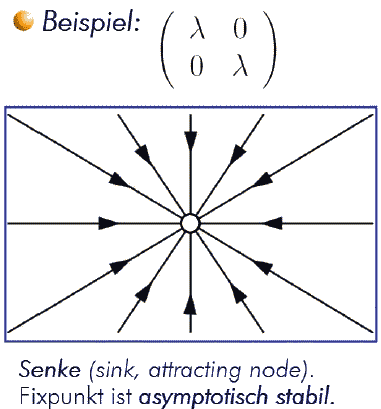 Beispiel: ( λ 0
0 λ )
Senke (sink, attracting node).
Fixpunkt ist asymptotisch stabil.